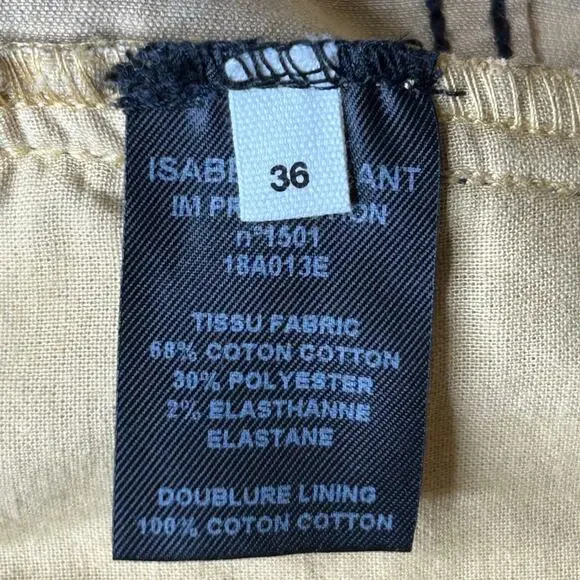 36
n°1501
18A013E
TISSU FABRIC
68% COTON COTTON
30% POLYESTER
2% ELASTHANNE
ELASTANE
DOUBLURE LINING
100% COTON COTTON